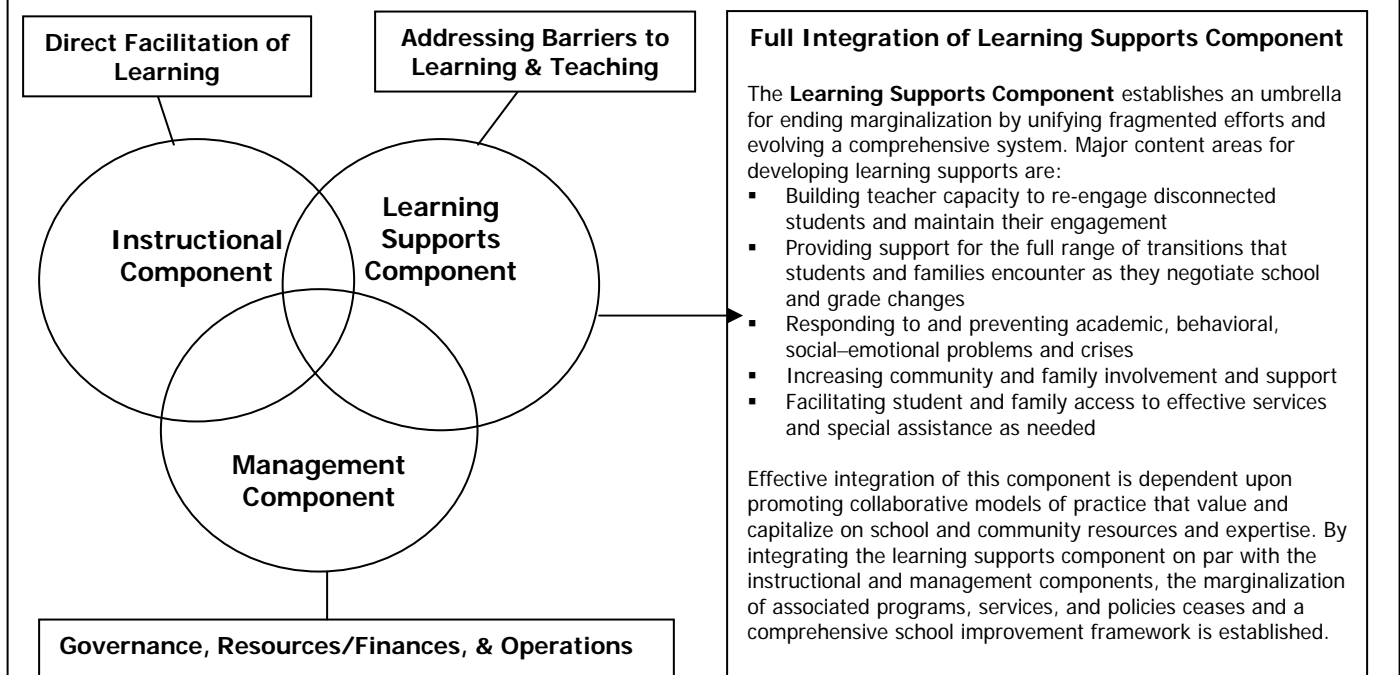 Direct Facilitation of
Learning
Addressing Barriers to
Learning & Teaching
Instructional
Component
Learning
Supports
Component
Management
Component
Governance, Resources/Finances, & Operations
Full Integration of Learning Supports Component
The Learning Supports Component establishes an umbrella
for ending marginalization by unifying fragmented efforts and
evolving a comprehensive system. Major content areas for
developing learning supports are:
▪ Building teacher capacity to re-engage disconnected
students and maintain their engagement
▪ Providing support for the full range of transitions that
students and families encounter as they negotiate school
and grade changes
▪ Responding to and preventing academic, behavioral,
social–emotional problems and crises
▪ Increasing community and family involvement and support
▪ Facilitating student and family access to effective services
and special assistance as needed
Effective integration of this component is dependent upon
promoting collaborative models of practice that value and
capitalize on school and community resources and expertise. By
integrating the learning supports component on par with the
instructional and management components, the marginalization
of associated programs, services, and policies ceases and a
comprehensive school improvement framework is established.